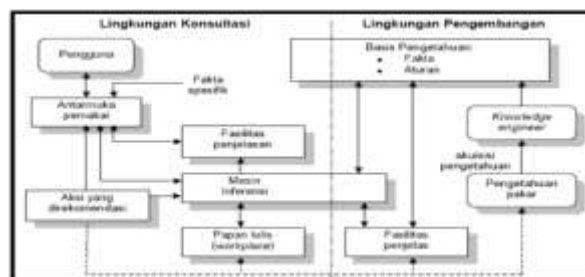 Lingkungan Konsultasi
Lingkungan Pengembangan
Pengguna
Fakta
spesifik
Antarmuka
pemakai
Fasilitas
penjelasan
Mesin
inferensi
Aksi yang
direkomendasi
Papan tulis
(workplace)
Basis Pengetahuan
• Fakta
• Aturan
Knowledge
engineer
akuisisi
pengetahuan
Pengetahuan
pakar
Fasilitas
penjelas